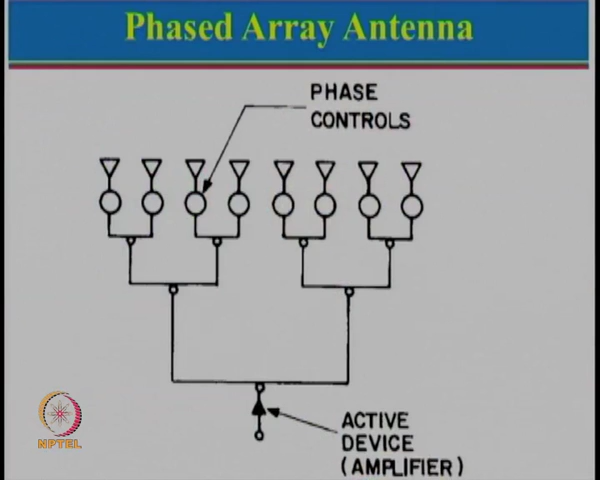 Phased Array Antenna
PHASE
CONTROLS
ACTIVE
DEVICE
(AMPLIFIER)
NPTEL